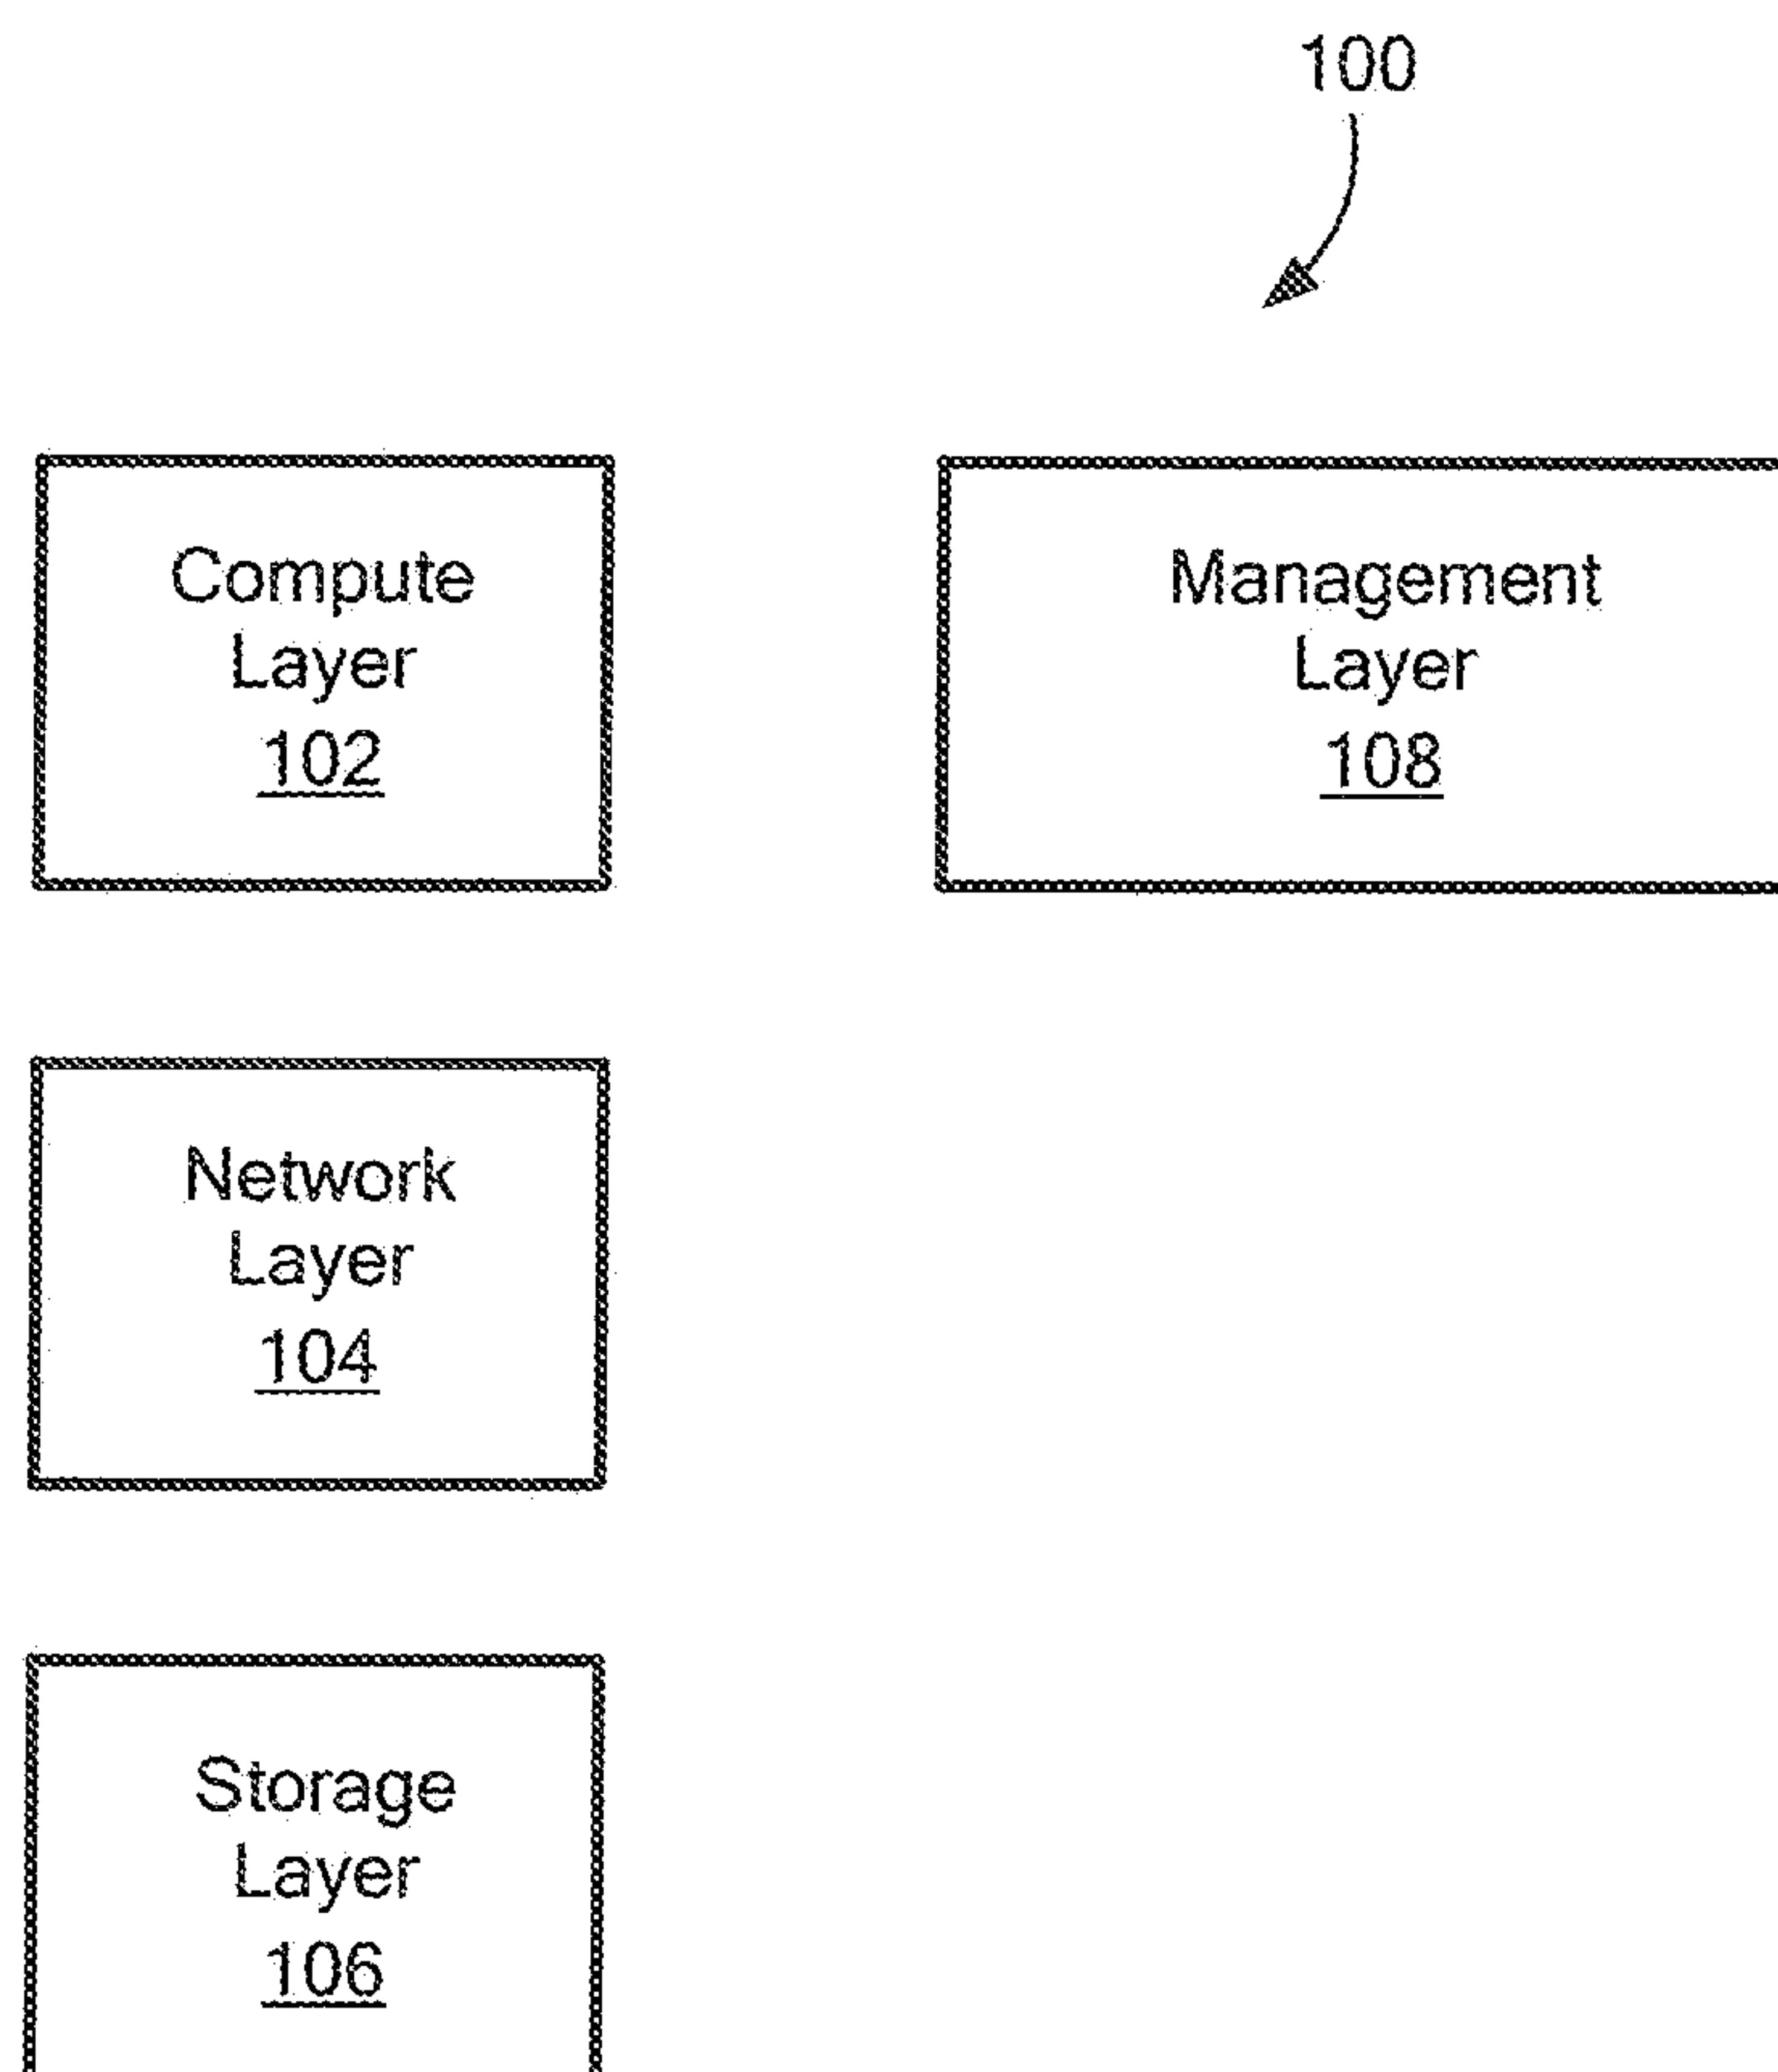 100
Compute
Layer
102
Management
Layer
108
Network
Layer
104
Storage
Layer
106